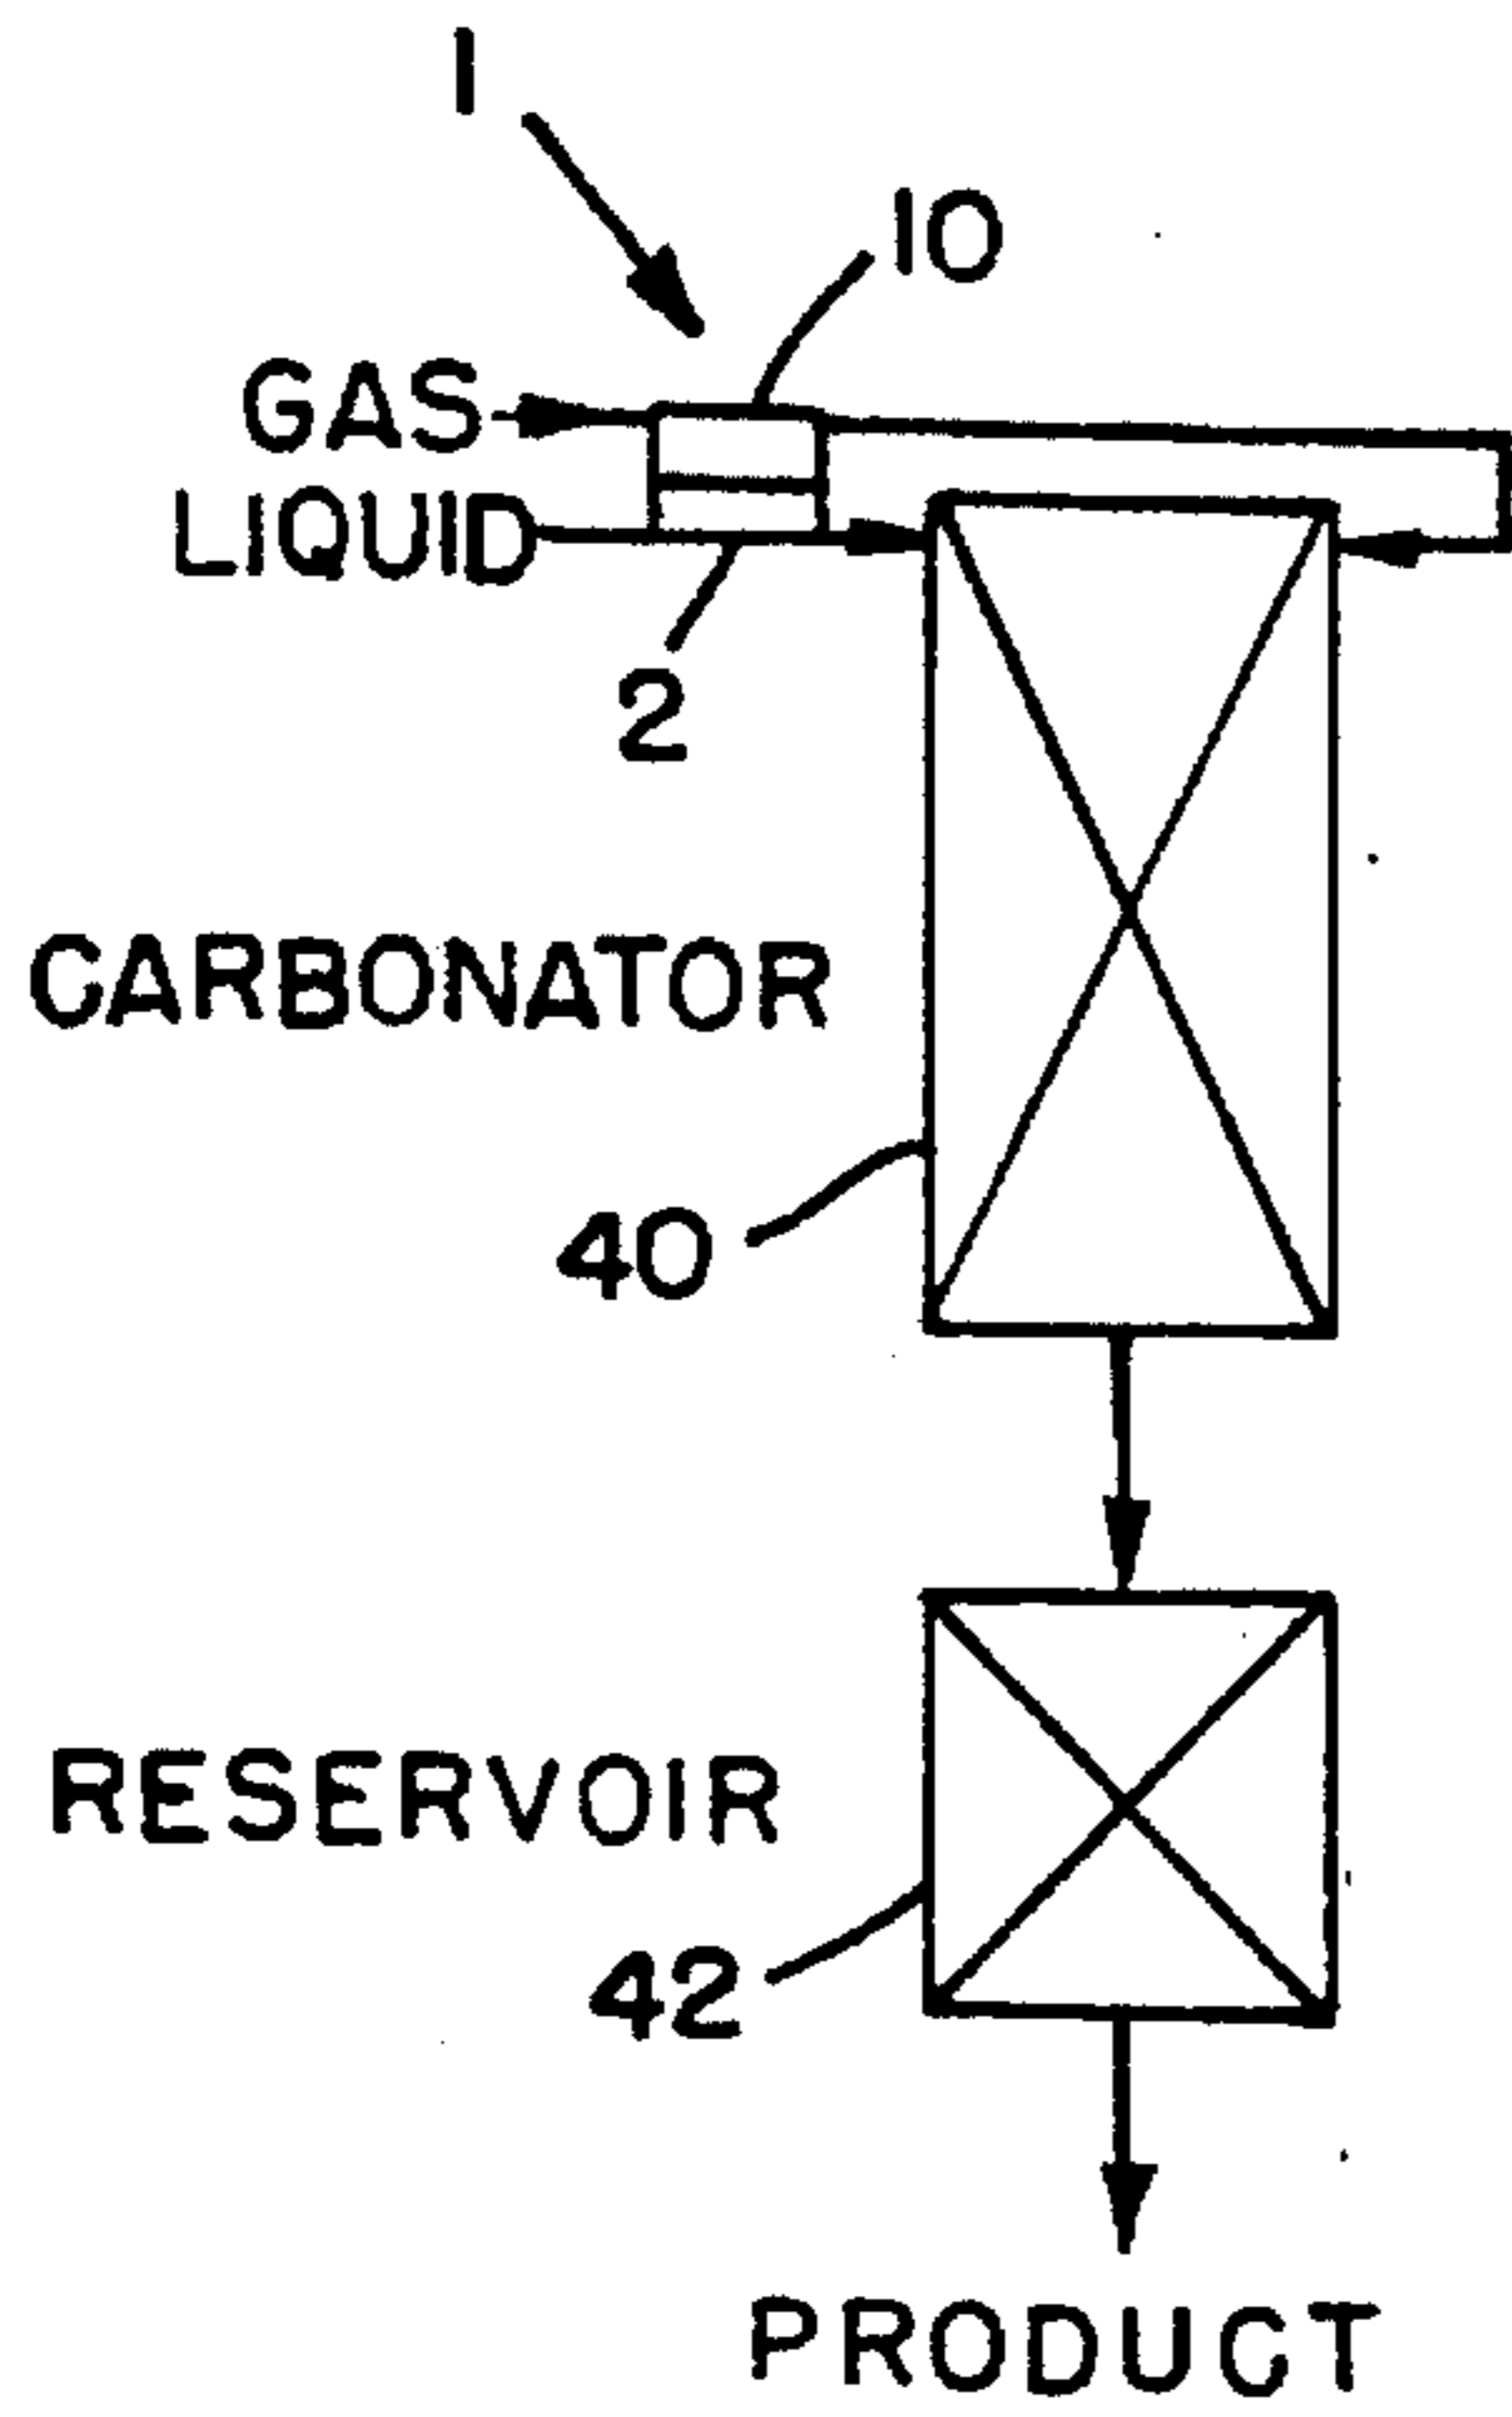 1
10
GAS
LIQUID
2
CARBONATOR
40
RESERVOIR
42
PRODUCT